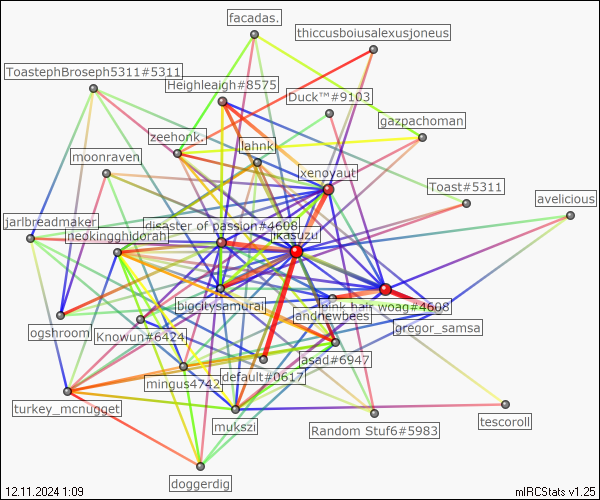 facadas.
thiccusboiusalexusjoneus
ToastephBroseph5311#5311
Heighleaigh#8575
Duck™#9103
gazpachoman
zeehonk.
lahnk
moonraven
xenoyaut
Toast#5311
avelicious
jarlbreadmaker
disaster of passion#4608
neokingghidorah
ikasuzu
bigcitysamurai
pink hair woag#4608
andnewbees
gregor_samsa
ogshroom
Knowun#6424
asad#6947
default#0617
mingus4742
turkey_mcnugget
mukszi
Random Stuf6#5983
tescoroll
doggerdig
12.11.2024 1:09
mIRCStats v1.25